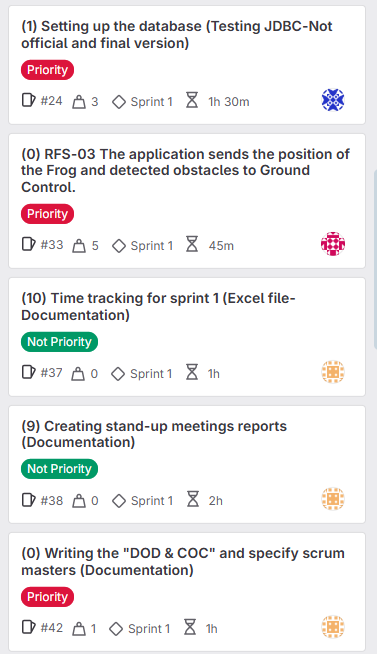 (1) Setting up the database (Testing JDBC-Not
official and final version)
Priority
#24 3 Sprint 1 1h 30m
(0) RFS-03 The application sends the position of
the Frog and detected obstacles to Ground
Control.
Priority
#33 5 Sprint 1 45m
(10) Time tracking for sprint 1 (Excel file-
Documentation)
Not Priority
#37 0 Sprint 1 1h
(9) Creating stand-up meetings reports
(Documentation)
Not Priority
#38 0 Sprint 1 2h
(0) Writing the "DOD & COC" and specify scrum
masters (Documentation)
Priority
#42 1 Sprint 1 1h